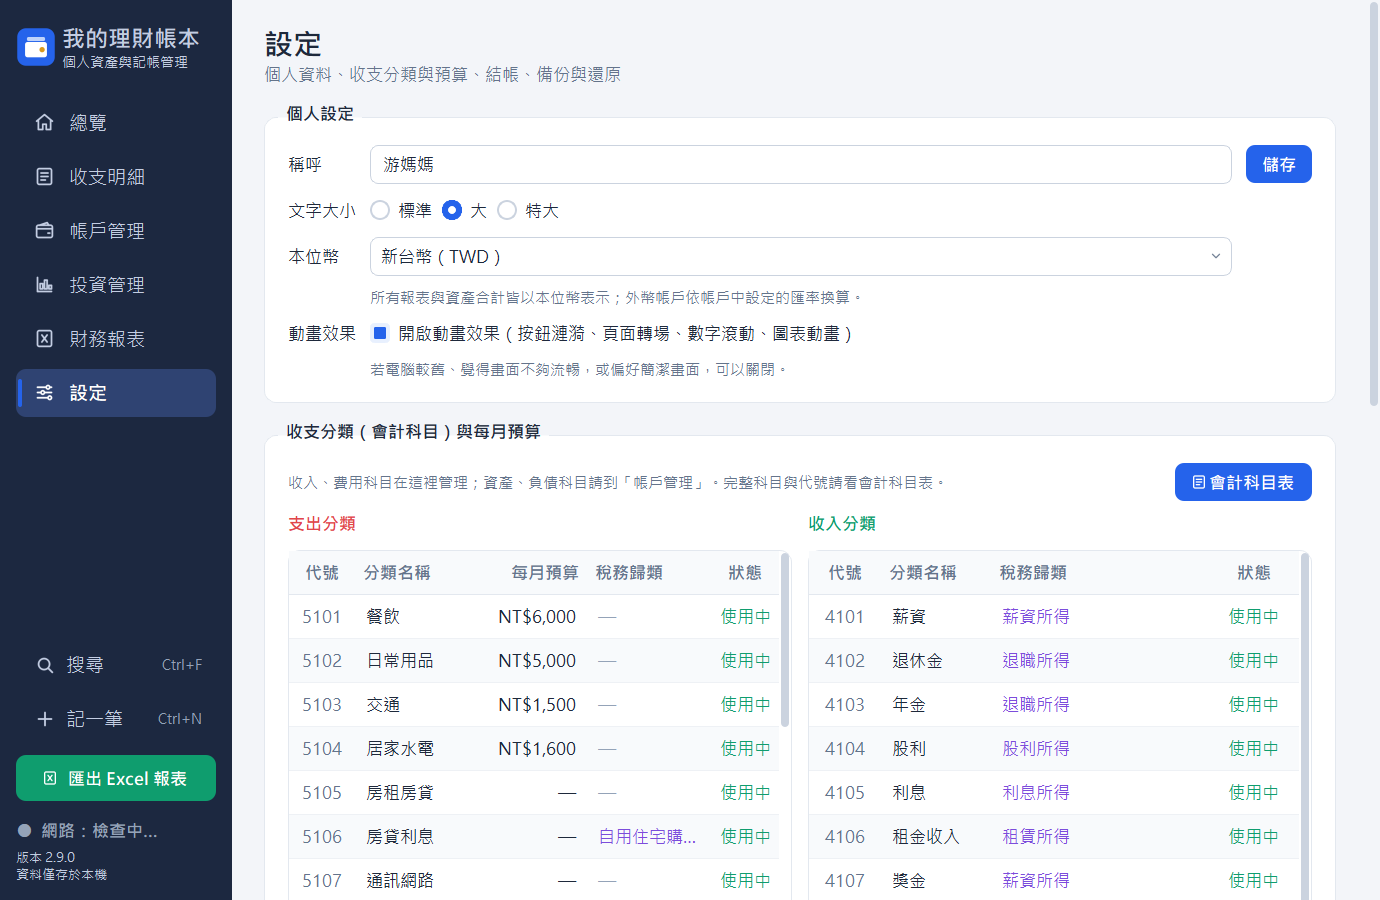 我的理財帳本
個人資產與記帳管理
總覽
收支明細
帳戶管理
投資管理
財務報表
設定
搜尋 Ctrl+F
記一筆 Ctrl+N
匯出 Excel 報表
網路：檢查中...
版本 2.9.0
資料僅存於本機
設定
個人資料、收支分類與預算、結帳、備份與還原
個人設定
稱呼 游媽媽 儲存
文字大小 標準 大 特大
本位幣 新台幣（TWD）
所有報表與資產合計皆以本位幣表示；外幣帳戶依帳戶中設定的匯率換算。
動畫效果 開啟動畫效果（按鈕漣漪、頁面轉場、數字滾動、圖表動畫）
若電腦較舊、覺得畫面不夠流暢，或偏好簡潔畫面，可以關閉。
收支分類（會計科目）與每月預算
收入、費用科目在這裡管理；資產、負債科目請到「帳戶管理」。完整科目與代號請看會計科目表。 會計科目表
支出分類
代號 分類名稱 每月預算 稅務歸類 狀態
5101 餐飲 NT$6,000 — 使用中
5102 日常用品 NT$5,000 — 使用中
5103 交通 NT$1,500 — 使用中
5104 居家水電 NT$1,600 — 使用中
5105 房租房貸 — — 使用中
5106 房貸利息 — 自用住宅購... 使用中
5107 通訊網路 — — 使用中
收入分類
代號 分類名稱 稅務歸類 狀態
4101 薪資 薪資所得 使用中
4102 退休金 退職所得 使用中
4103 年金 退職所得 使用中
4104 股利 股利所得 使用中
4105 利息 利息所得 使用中
4106 租金收入 租賃所得 使用中
4107 獎金 薪資所得 使用中